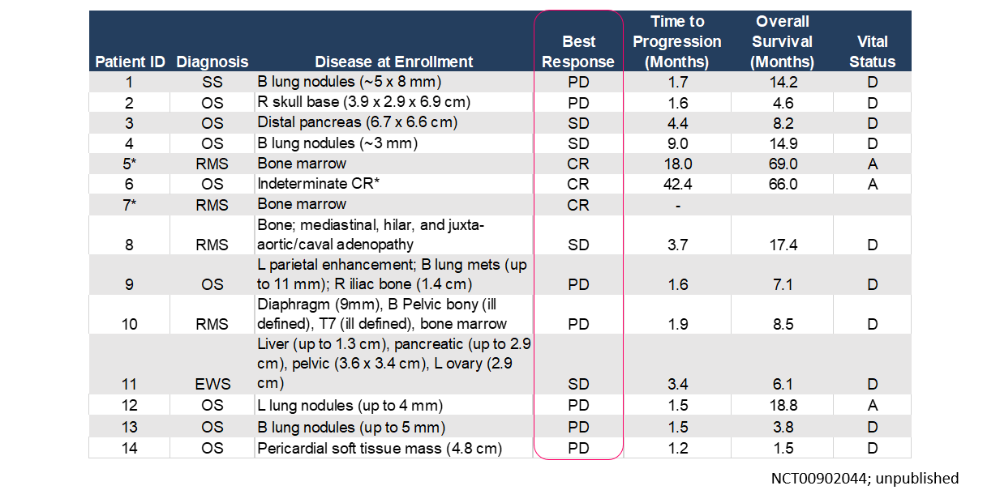 Patient ID Diagnosis Disease at Enrollment Best Response Time to Progression (Months) Overall Survival (Months) Vital Status
1 SS B lung nodules (~5 x 8 mm) PD 1.7 14.2 D
2 OS R skull base (3.9 x 2.9 x 6.9 cm) PD 1.6 4.6 D
3 OS Distal pancreas (6.7 x 6.6 cm) SD 4.4 8.2 D
4 OS B lung nodules (~3 mm) SD 9.0 14.9 D
5* RMS Bone marrow CR 18.0 69.0 A
6 OS Indeterminate CR* CR 42.4 66.0 A
7* RMS Bone marrow CR -
Bone; mediastinal, hilar, and juxta-
8 RMS aortic/caval adenopathy SD 3.7 17.4 D
L parietal enhancement; B lung mets (up
9 OS to 11 mm); R iliac bone (1.4 cm) PD 1.6 7.1 D
Diaphragm (9mm), B Pelvic bony (ill
10 RMS defined), T7 (ill defined), bone marrow PD 1.9 8.5 D
Liver (up to 1.3 cm), pancreatic (up to 2.9
cm), pelvic (3.6 x 3.4 cm), L ovary (2.9
11 EWS cm) SD 3.4 6.1 D
12 OS L lung nodules (up to 4 mm) PD 1.5 18.8 A
13 OS B lung nodules (up to 5 mm) PD 1.5 3.8 D
14 OS Pericardial soft tissue mass (4.8 cm) PD 1.2 1.5 D
NCT00902044; unpublished